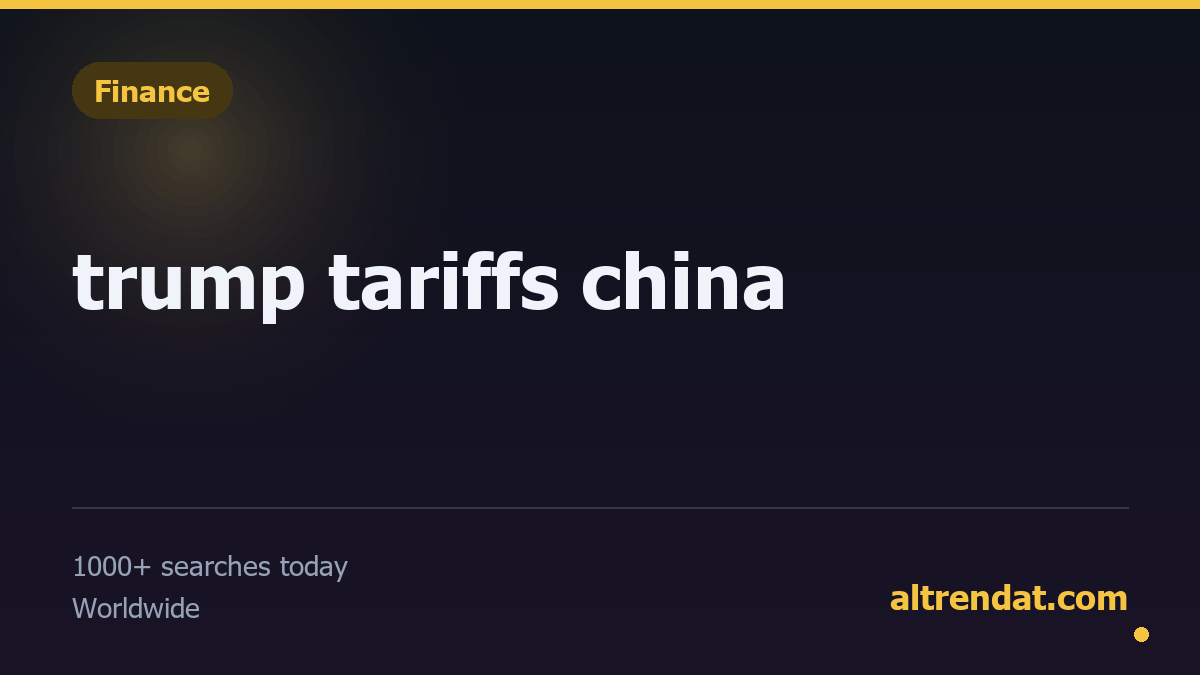 Finance
trump tariffs china
1000+ searches today
Worldwide
altrendat.com